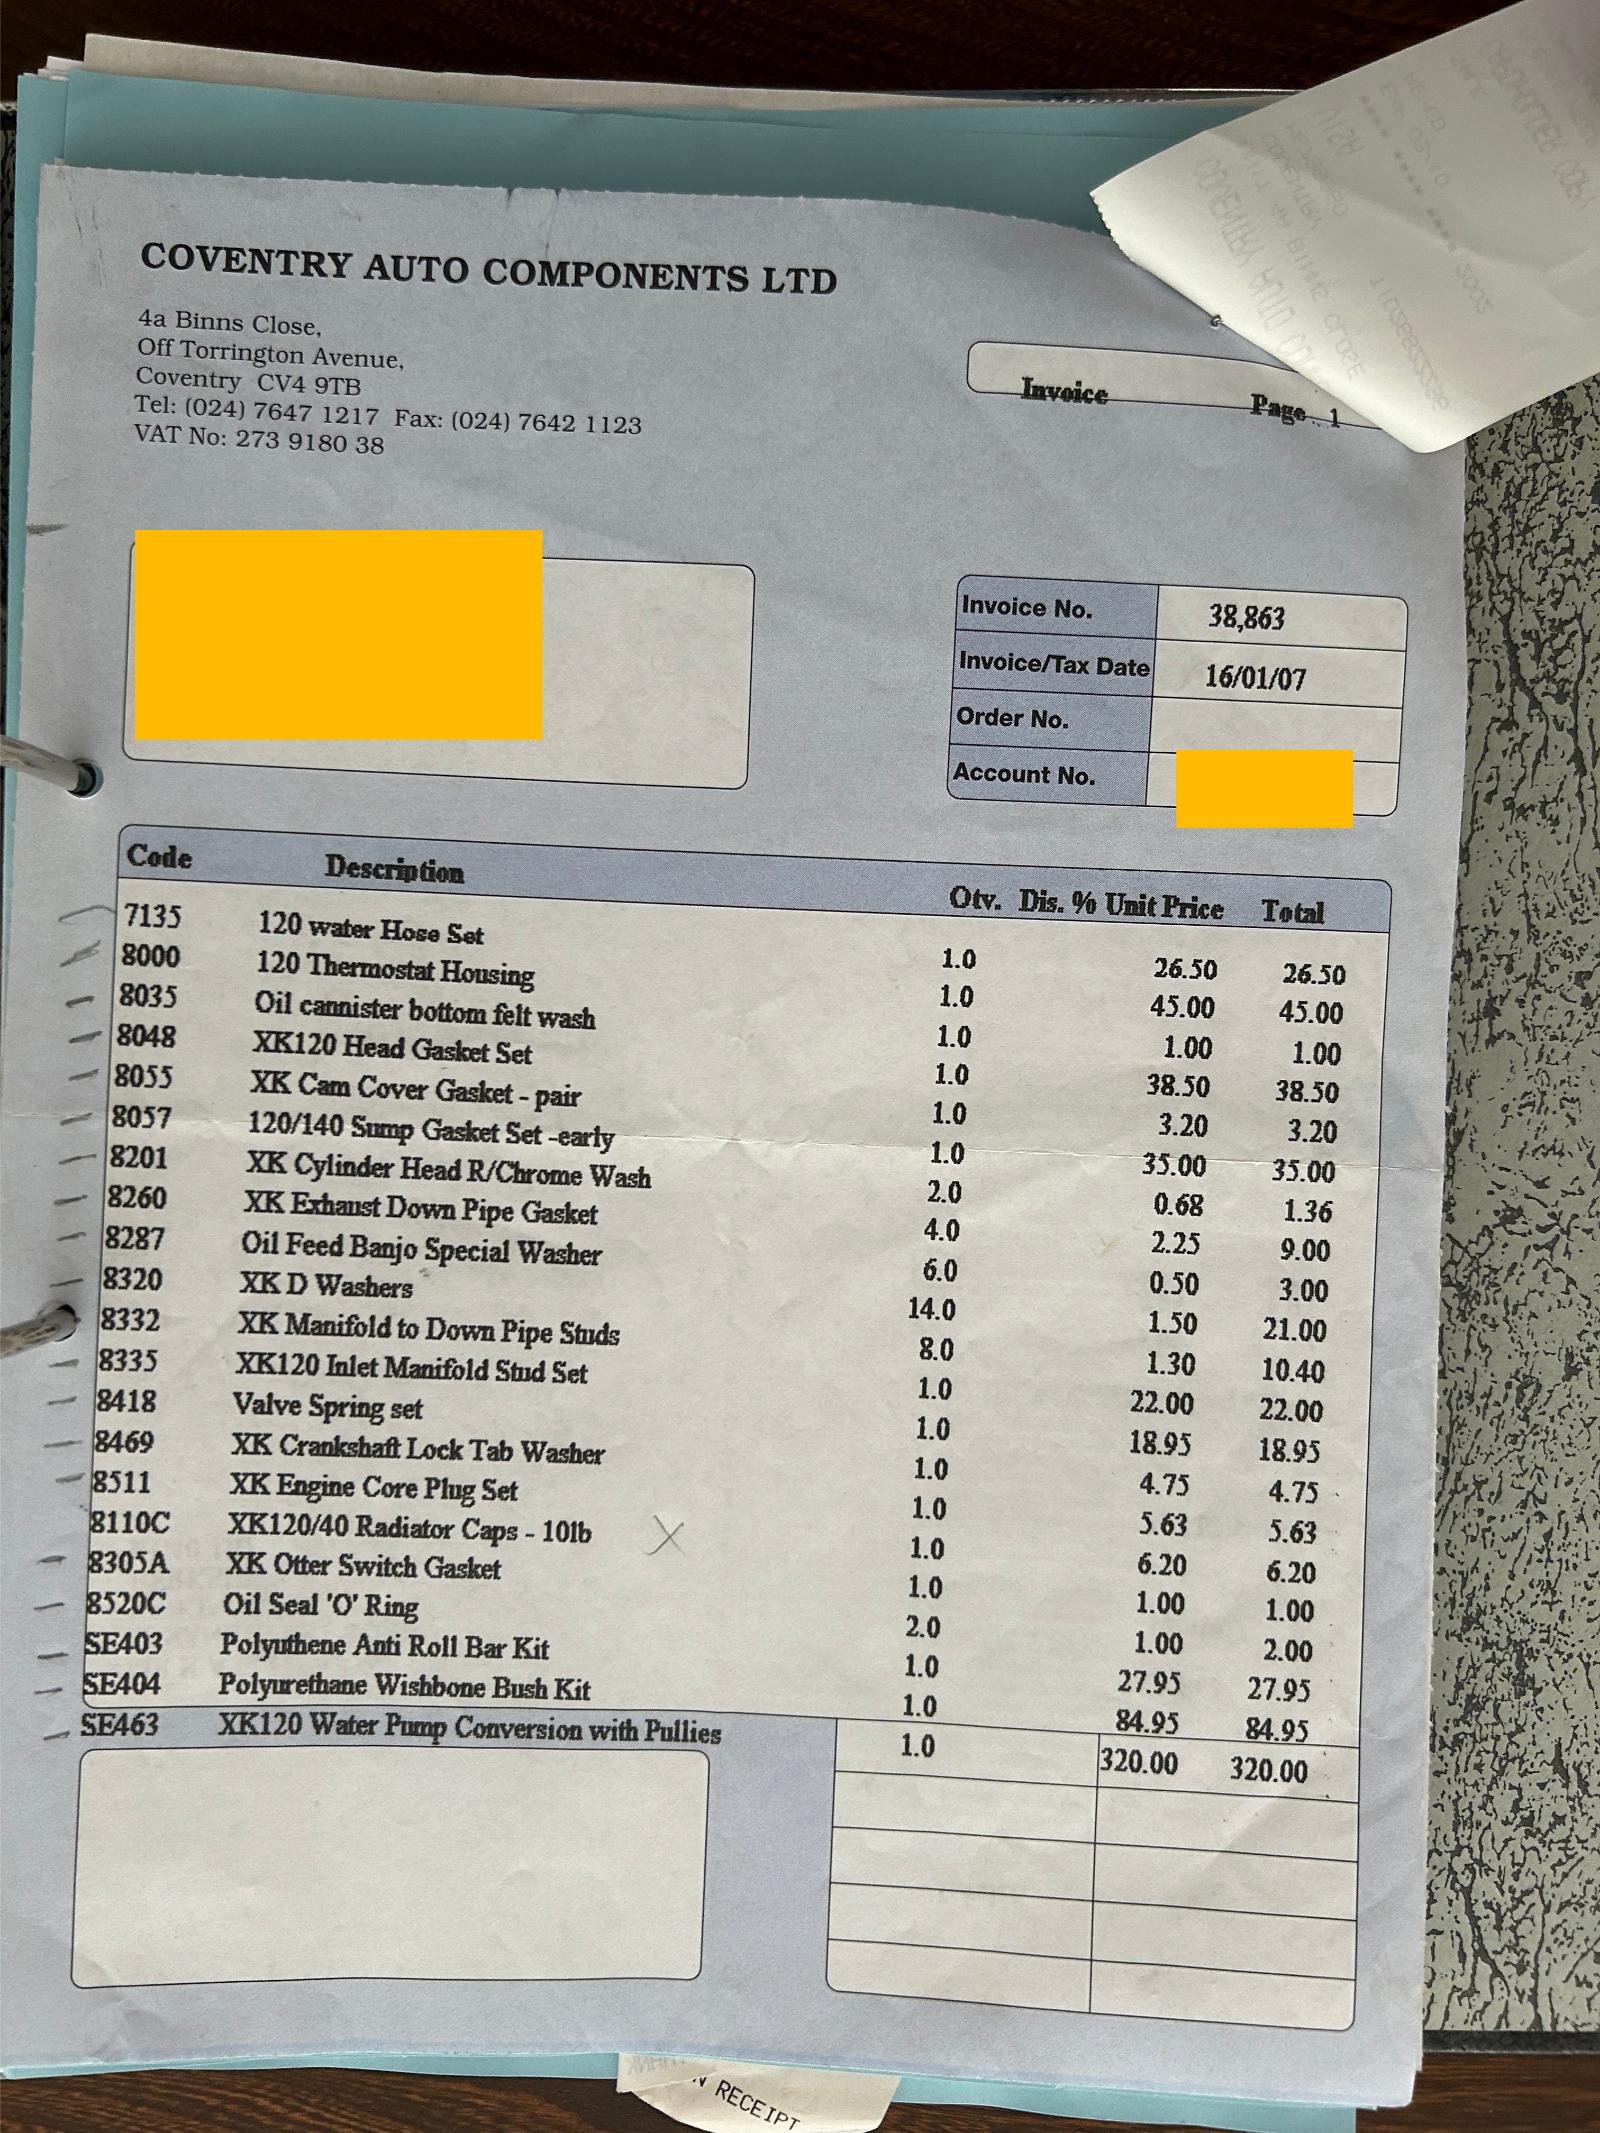 COVENTRY AUTO COMPONENTS LTD
4a Binns Close,
Off Torrington Avenue,
Coventry CV4 9TB
Tel: (024) 7647 1217 Fax: (024) 7642 1123
VAT No: 273 9180 38
Invoice Page 1
Invoice No. 38,863
Invoice/Tax Date 16/01/07
Order No.
Account No.
Code Description Qty. Dis. % Unit Price Total
7135 120 water Hose Set 1.0 26.50 26.50
8000 120 Thermostat Housing 1.0 45.00 45.00
8035 Oil cannister bottom felt wash 1.0 1.00 1.00
8048 XK120 Head Gasket Set 1.0 38.50 38.50
8055 XK Cam Cover Gasket - pair 1.0 3.20 3.20
8057 120/140 Sump Gasket Set -early 1.0 35.00 35.00
8201 XK Cylinder Head R/Chrome Wash 2.0 0.68 1.36
8260 XK Exhaust Down Pipe Gasket 4.0 2.25 9.00
8287 Oil Feed Banjo Special Washer 6.0 0.50 3.00
8320 XK D Washers 14.0 1.50 21.00
8332 XK Manifold to Down Pipe Studs 8.0 1.30 10.40
8335 XK120 Inlet Manifold Stud Set 1.0 22.00 22.00
8418 Valve Spring set 1.0 18.95 18.95
8469 XK Crankshaft Lock Tab Washer 1.0 4.75 4.75
8511 XK Engine Core Plug Set 1.0 5.63 5.63
8110C XK120/40 Radiator Caps - 10lb X 1.0 6.20 6.20
8305A XK Otter Switch Gasket 1.0 1.00 1.00
8520C Oil Seal 'O' Ring 2.0 1.00 2.00
SE403 Polyuthene Anti Roll Bar Kit 1.0 27.95 27.95
SE404 Polyurethane Wishbone Bush Kit 1.0 84.95 84.95
SE463 XK120 Water Pump Conversion with Pullies 1.0 320.00 320.00
RECEIPT